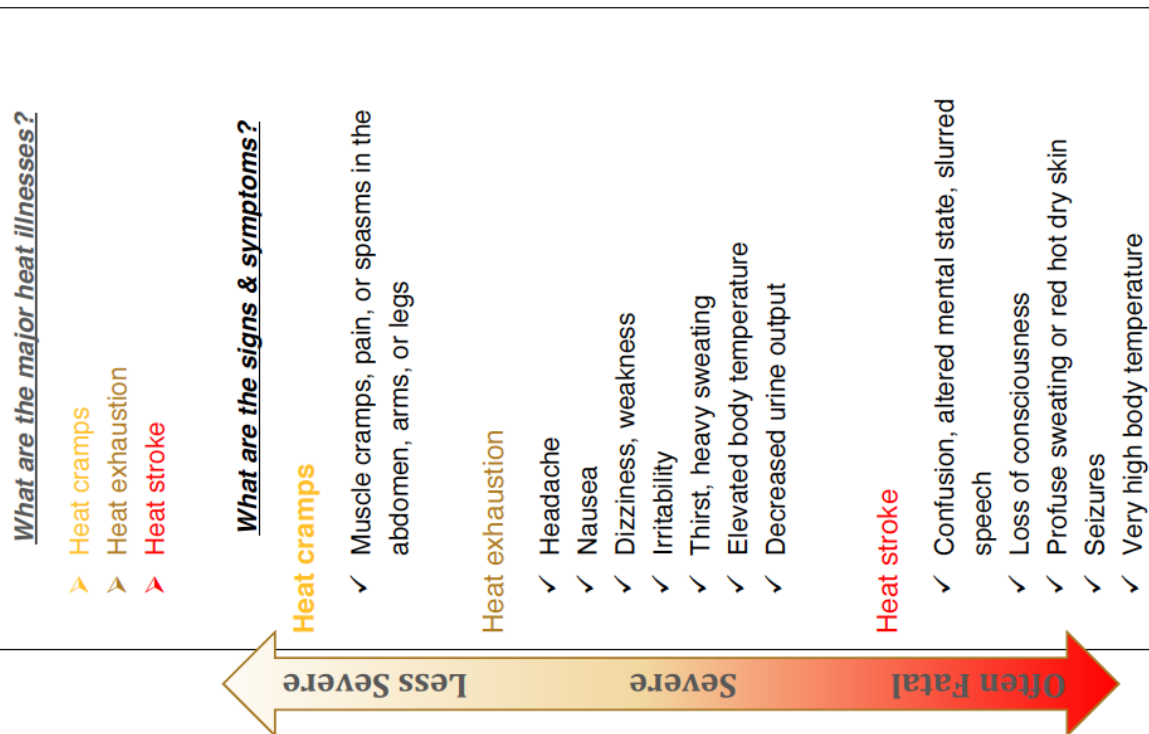 What are the major heat illnesses?
Heat cramps
Heat exhaustion
Heat stroke
What are the signs & symptoms?
Heat cramps
Muscle cramps, pain, or spasms in the
abdomen, arms, or legs
Heat exhaustion
Headache
Nausea
Dizziness, weakness
Irritability
Thirst, heavy sweating
Elevated body temperature
Decreased urine output
Heat stroke
Confusion, altered mental state, slurred
speech
Loss of consciousness
Profuse sweating or red hot dry skin
Seizures
Very high body temperature
Less Severe
Severe
Often Fatal